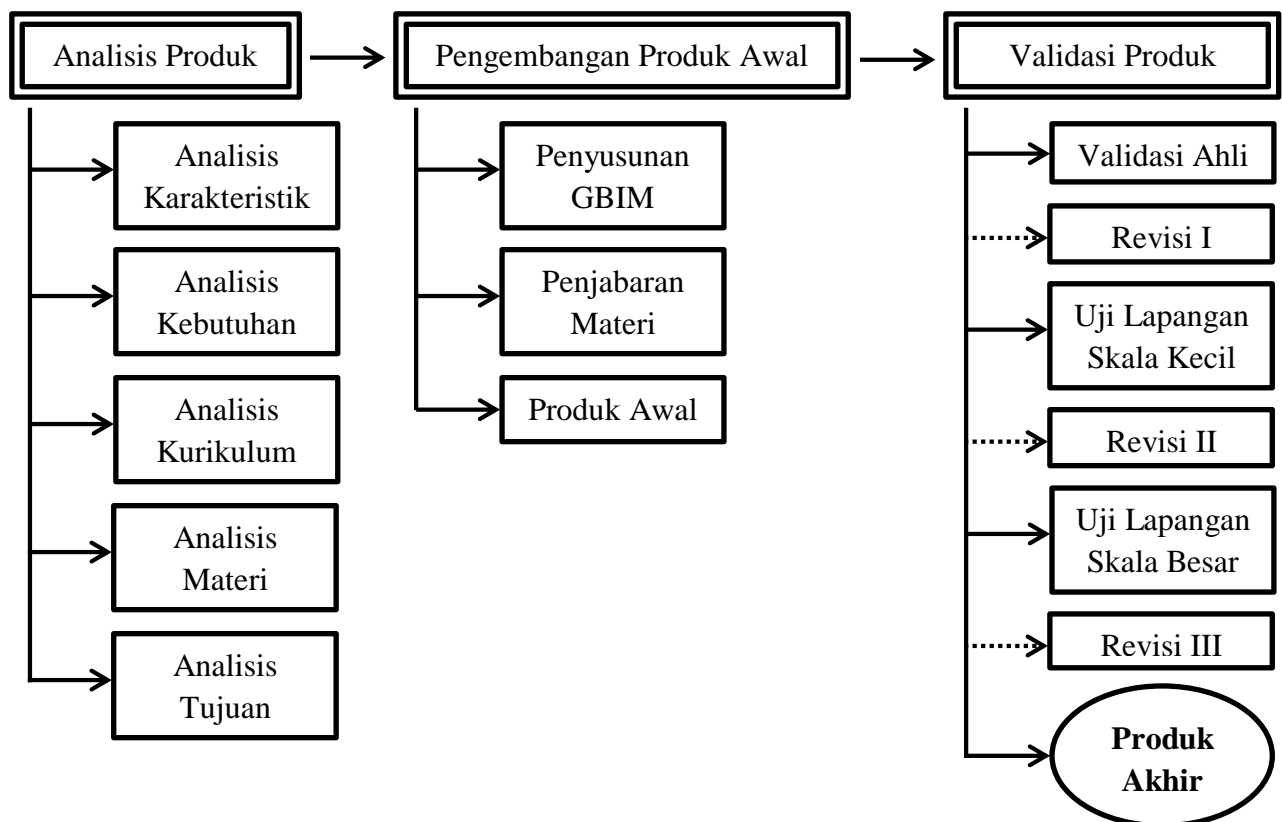 Analisis Produk
Pengembangan Produk Awal
Validasi Produk
Analisis
Karakteristik
Analisis
Kebutuhan
Analisis
Kurikulum
Analisis
Materi
Analisis
Tujuan
Penyusunan
GBIM
Penjabaran
Materi
Produk Awal
Validasi Ahli
Revisi I
Uji Lapangan
Skala Kecil
Revisi II
Uji Lapangan
Skala Besar
Revisi III
Produk
Akhir